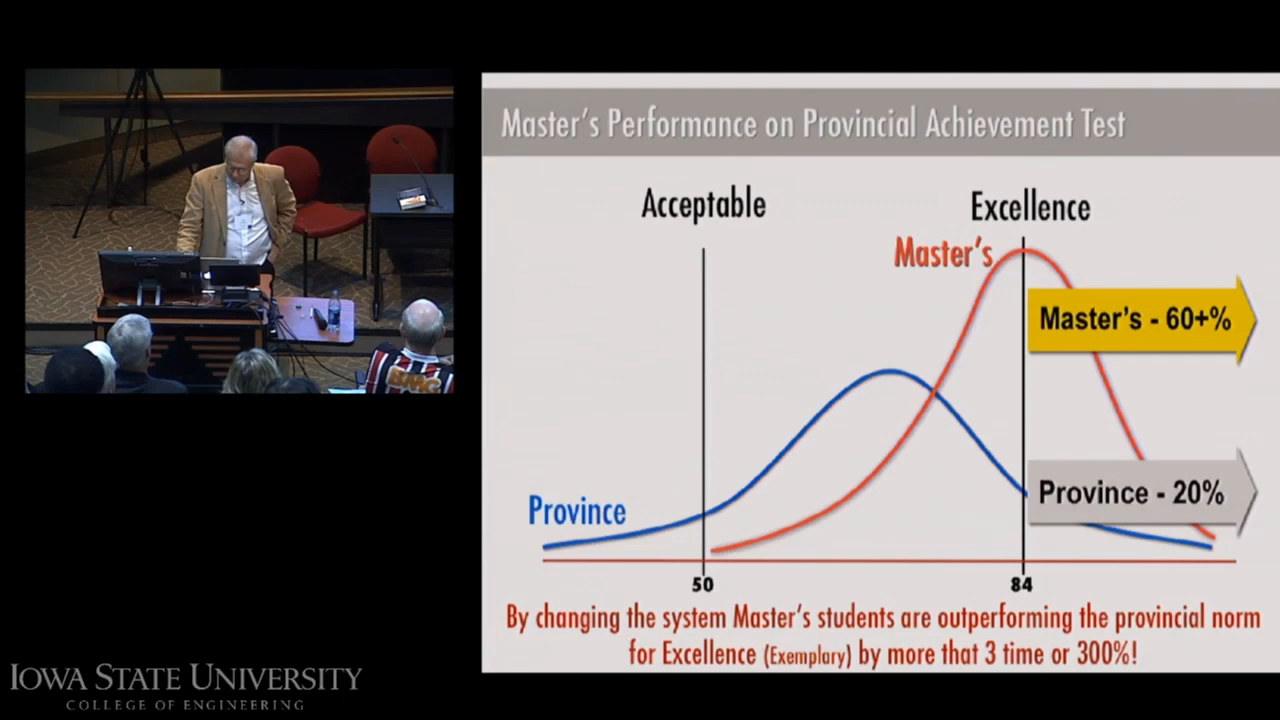 Master's Performance on Provincial Achievement Test
Acceptable
Excellence
Master's
Master's - 60+%
Province
Province - 20%
50
84
By changing the system Master's students are outperforming the provincial norm
for Excellence (Exemplary) by more that 3 time or 300%!
BMG
IOWA STATE UNIVERSITY
COLLEGE OF ENGINEERING